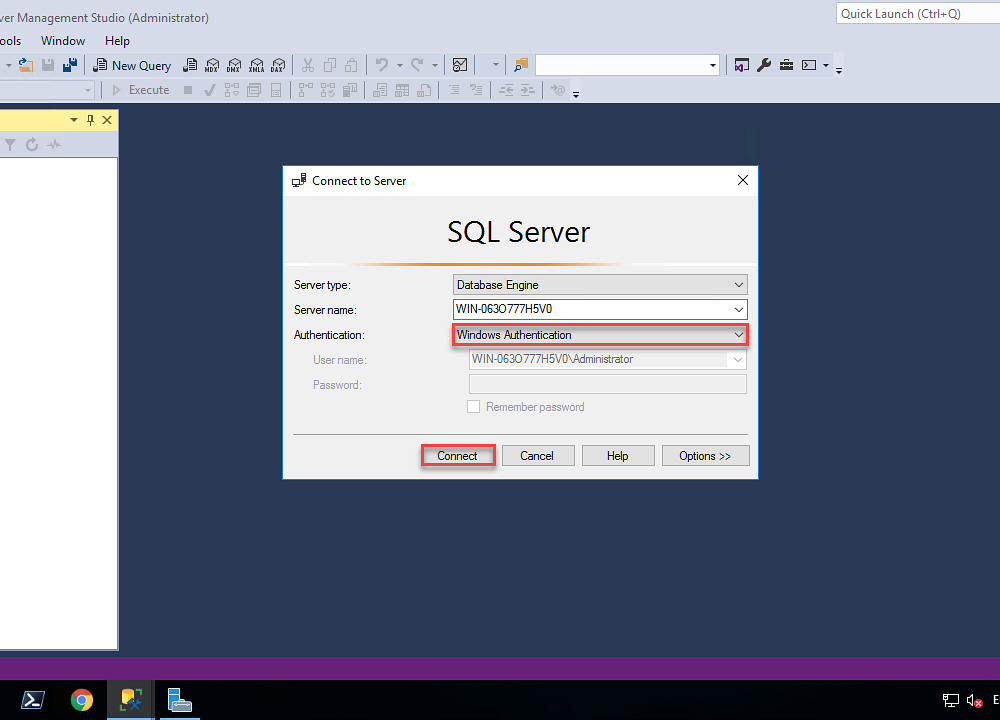 ver Management Studio (Administrator)
Quick Launch (Ctrl+Q)
ools Window Help
New Query MDX DMX XMLA DAX
Execute
Connect to Server
SQL Server
Server type: Database Engine
Server name: WIN-063O777H5V0
Authentication: Windows Authentication
User name: WIN-063O777H5V0\Administrator
Password:
Remember password
Connect Cancel Help Options >>
E